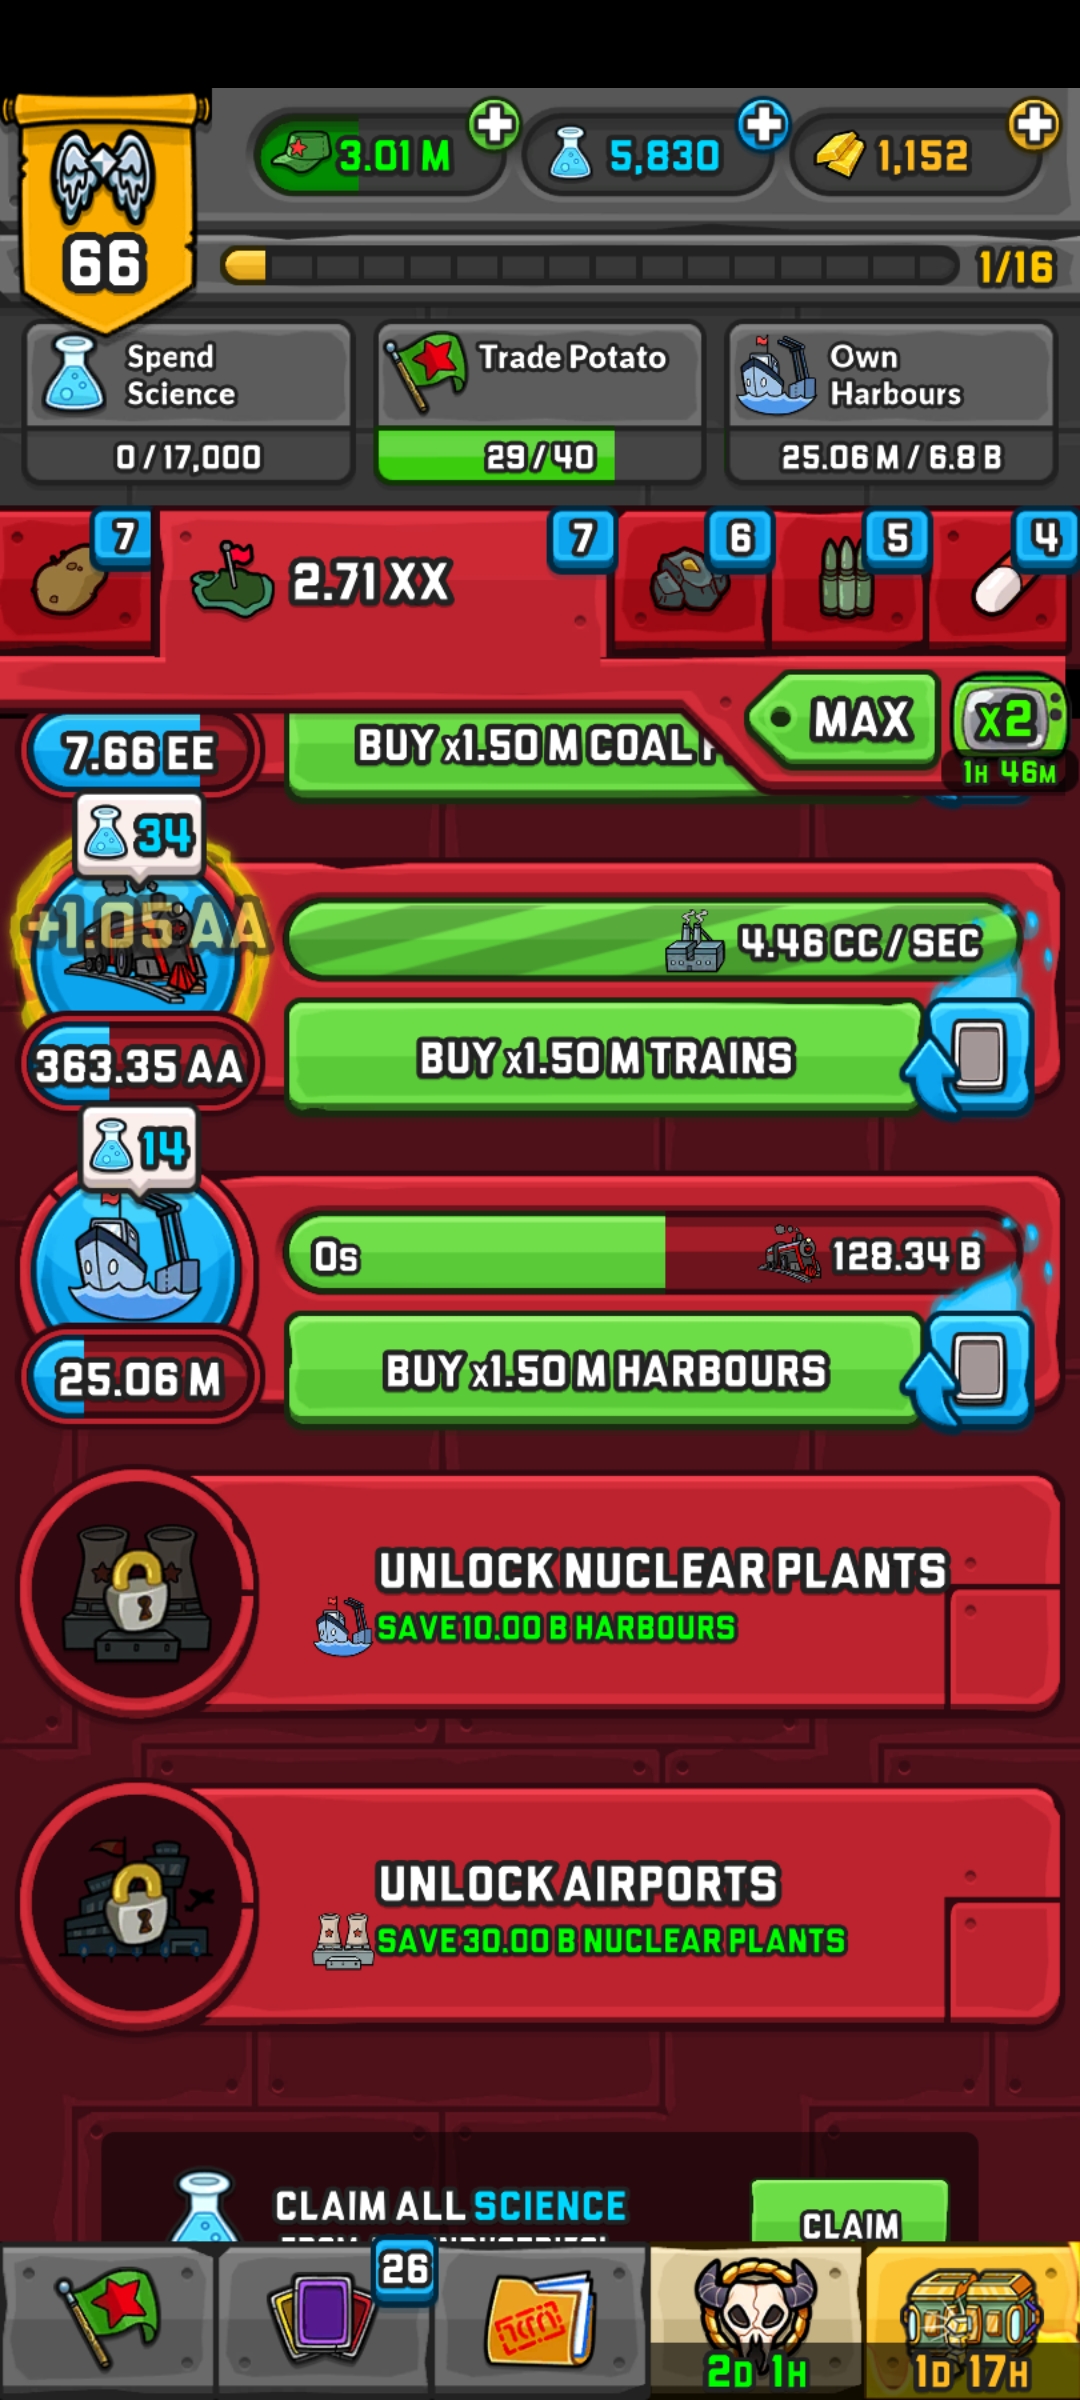 3.01 M
5,830
1,152
66
1/16
Spend
Science
0 / 17,000
Trade Potato
29 / 40
Own
Harbours
25.06 M / 6.8 B
7
2.71 XX
7
6
5
4
MAX
x2
1H 46M
7.66 EE
BUY x1.50 M COAL
34
+1.05 AA
4.46 CC / SEC
363.35 AA
BUY x1.50 M TRAINS
14
0s
128.34 B
25.06 M
BUY x1.50 M HARBOURS
UNLOCK NUCLEAR PLANTS
SAVE 10.00 B HARBOURS
UNLOCK AIRPORTS
SAVE 30.00 B NUCLEAR PLANTS
CLAIM ALL SCIENCE
CLAIM
26
2D 1H
1D 17H